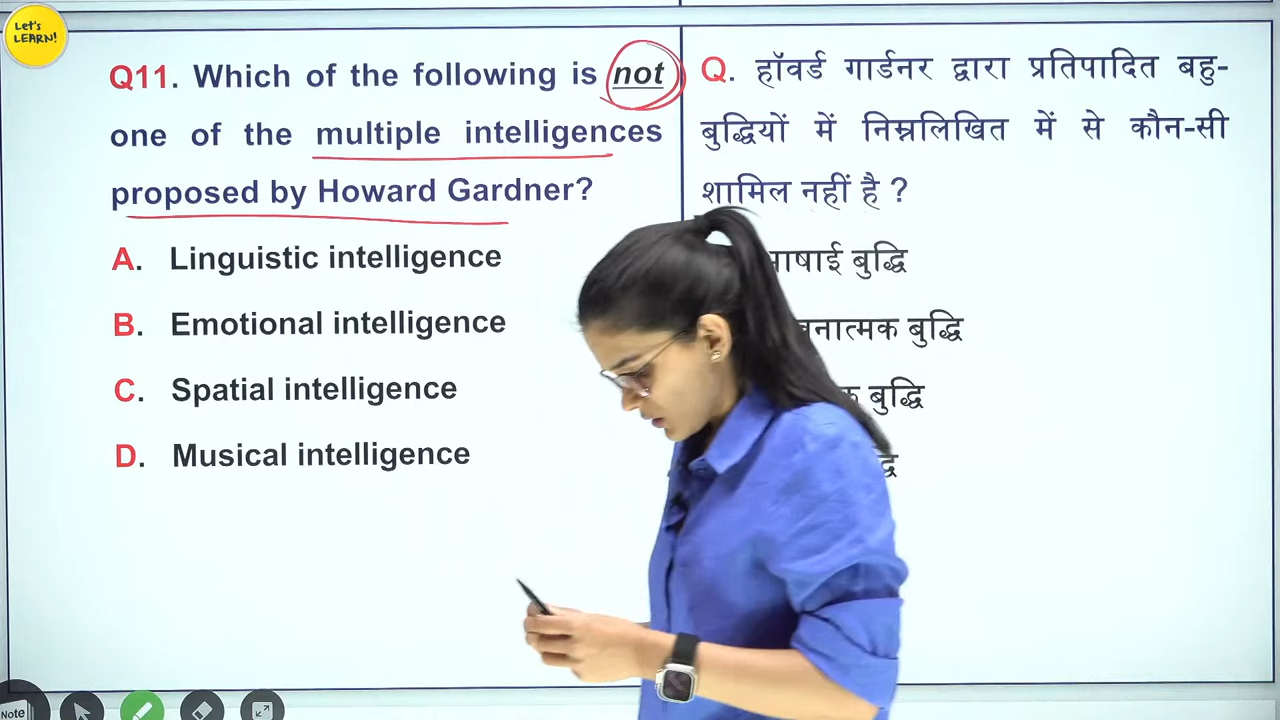 Let's
LEARN!
Q11. Which of the following is not
one of the multiple intelligences
proposed by Howard Gardner?
A. Linguistic intelligence
B. Emotional intelligence
C. Spatial intelligence
D. Musical intelligence
Q. हॉवर्ड गार्डनर द्वारा प्रतिपादित बहु-
बुद्धियों में निम्नलिखित में से कौन-सी
शामिल नहीं है ?
बुद्धि
बुद्धि
बुद्धि
Note